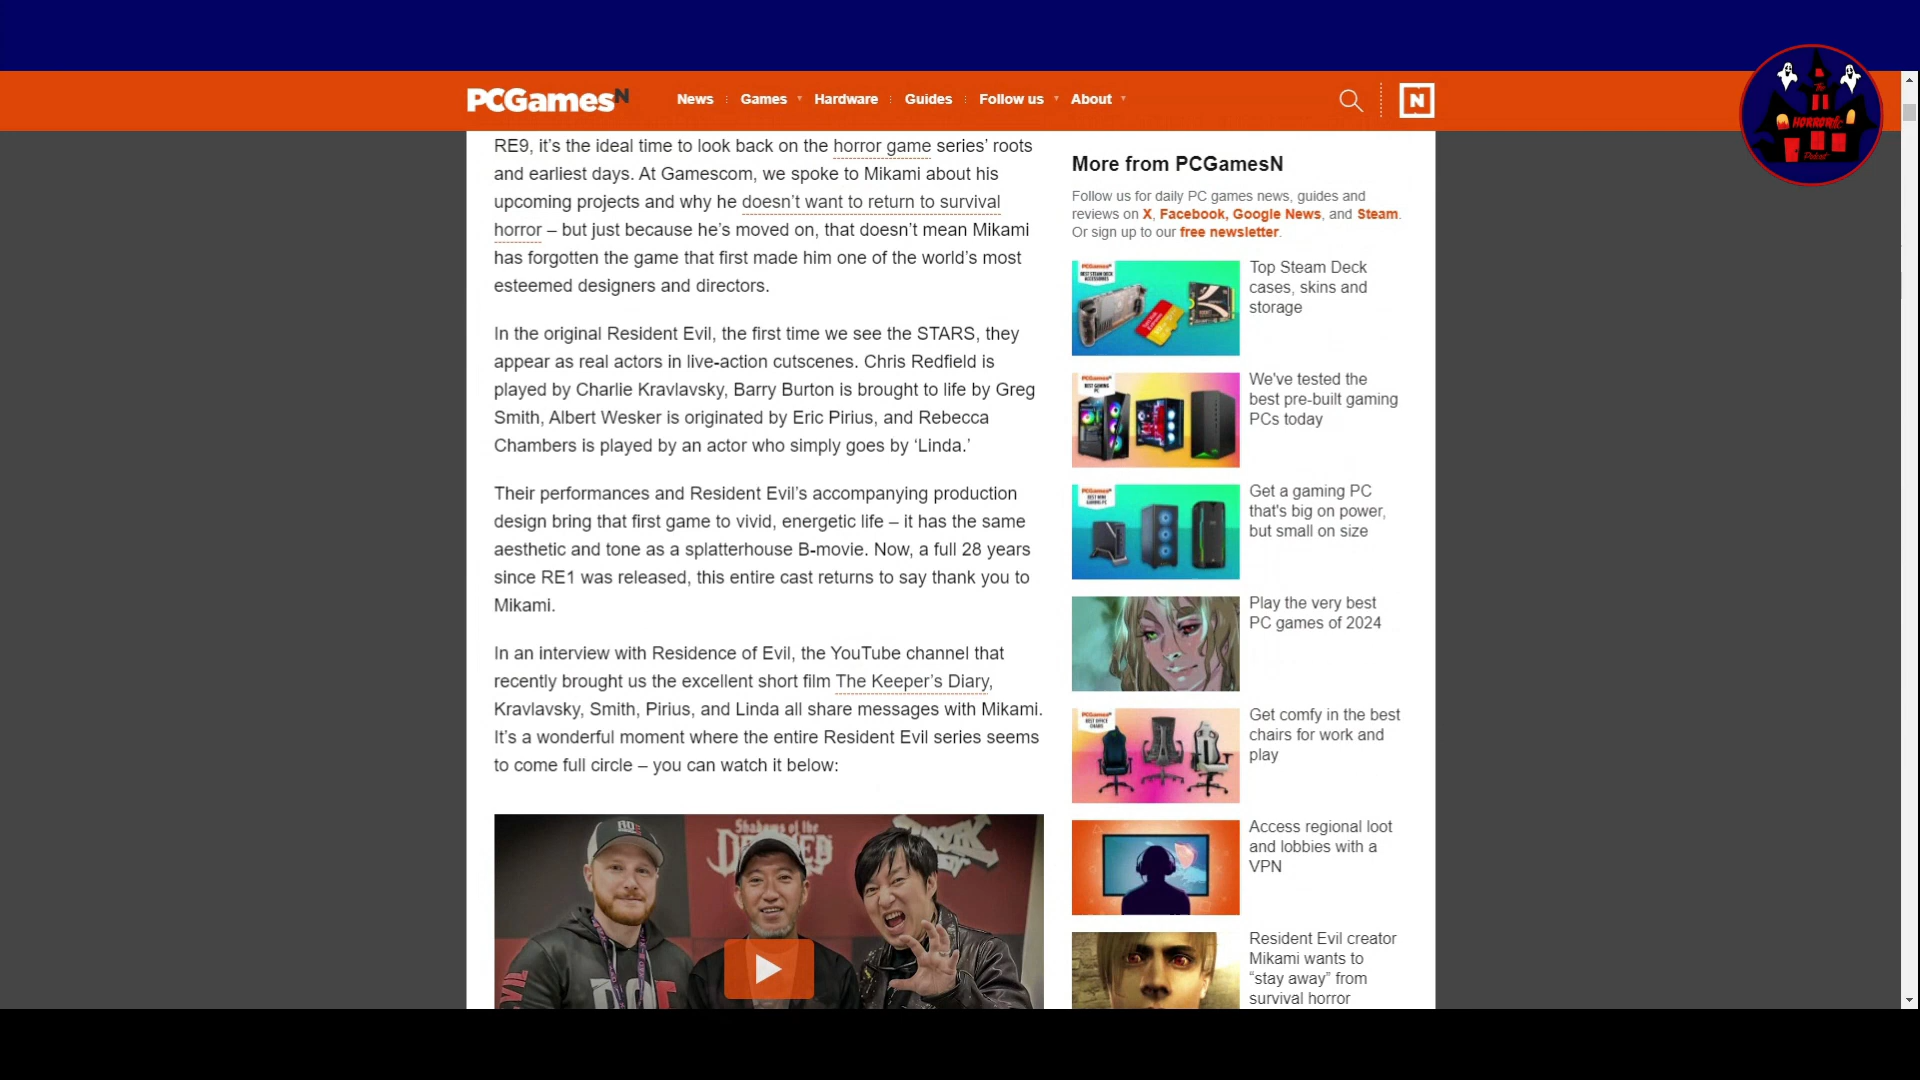 PCGamesN
News
Games
Hardware
Guides
Follow us
About
N
The
HORRORific
Podcast
RE9, it’s the ideal time to look back on the horror game series’ roots
and earliest days. At Gamescom, we spoke to Mikami about his
upcoming projects and why he doesn’t want to return to survival
horror – but just because he’s moved on, that doesn’t mean Mikami
has forgotten the game that first made him one of the world’s most
esteemed designers and directors.
In the original Resident Evil, the first time we see the STARS, they
appear as real actors in live-action cutscenes. Chris Redfield is
played by Charlie Kravlavsky, Barry Burton is brought to life by Greg
Smith, Albert Wesker is originated by Eric Pirius, and Rebecca
Chambers is played by an actor who simply goes by ‘Linda.’
Their performances and Resident Evil’s accompanying production
design bring that first game to vivid, energetic life – it has the same
aesthetic and tone as a splatterhouse B-movie. Now, a full 28 years
since RE1 was released, this entire cast returns to say thank you to
Mikami.
In an interview with Residence of Evil, the YouTube channel that
recently brought us the excellent short film The Keeper’s Diary,
Kravlavsky, Smith, Pirius, and Linda all share messages with Mikami.
It’s a wonderful moment where the entire Resident Evil series seems
to come full circle – you can watch it below:
Shadows of the
DAMNED
More from PCGamesN
Follow us for daily PC games news, guides and
reviews on X, Facebook, Google News, and Steam.
Or sign up to our free newsletter.
Top Steam Deck
cases, skins and
storage
We've tested the
best pre-built gaming
PCs today
Get a gaming PC
that's big on power,
but small on size
Play the very best
PC games of 2024
Get comfy in the best
chairs for work and
play
Access regional loot
and lobbies with a
VPN
Resident Evil creator
Mikami wants to
“stay away” from
survival horror